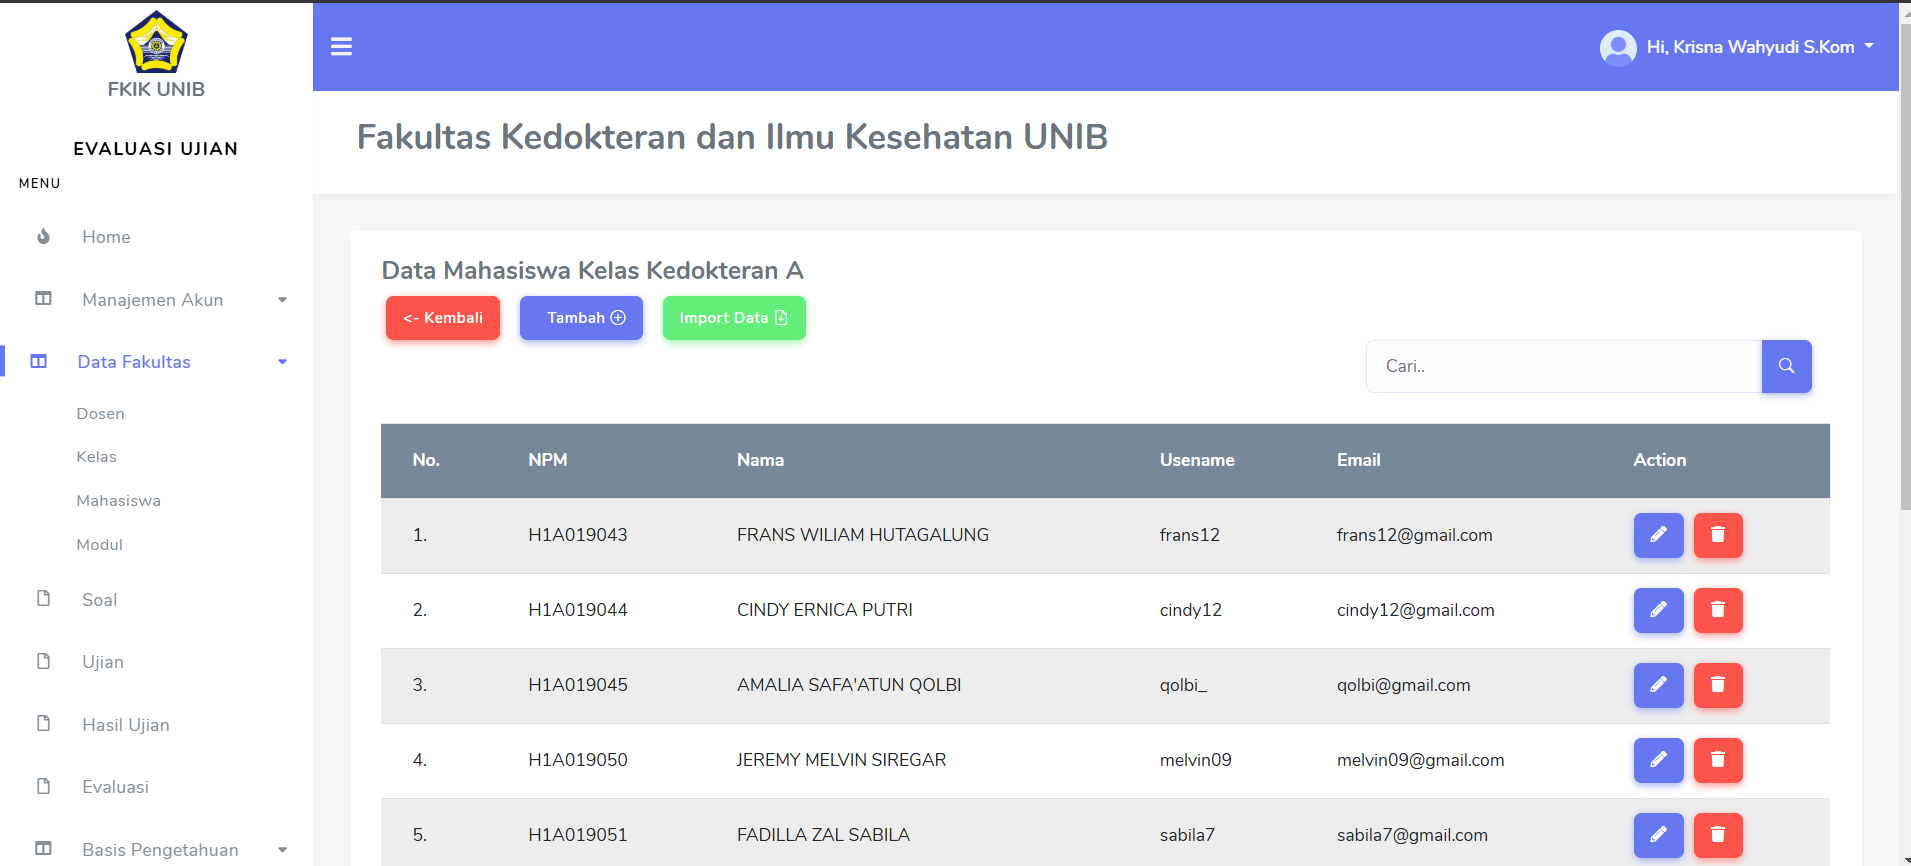 FKIK UNIB
EVALUASI UJIAN
MENU
Home
Manajemen Akun
Data Fakultas
Dosen
Kelas
Mahasiswa
Modul
Soal
Ujian
Hasil Ujian
Evaluasi
Basis Pengetahuan
Hi, Krisna Wahyudi S.Kom
Fakultas Kedokteran dan Ilmu Kesehatan UNIB
Data Mahasiswa Kelas Kedokteran A
<- Kembali Tambah Import Data
Cari..
No. NPM Nama Usename Email Action
1. H1A019043 FRANS WILIAM HUTAGALUNG frans12 frans12@gmail.com
2. H1A019044 CINDY ERNICA PUTRI cindy12 cindy12@gmail.com
3. H1A019045 AMALIA SAFA'ATUN QOLBI qolbi_ qolbi@gmail.com
4. H1A019050 JEREMY MELVIN SIREGAR melvin09 melvin09@gmail.com
5. H1A019051 FADILLA ZAL SABILA sabila7 sabila7@gmail.com